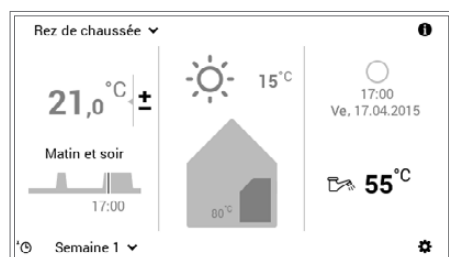 Rez de chaussée
21,0 °C ±
Matin et soir
17:00
15°C
80°C
17:00
Ve, 17.04.2015
55°C
Semaine 1